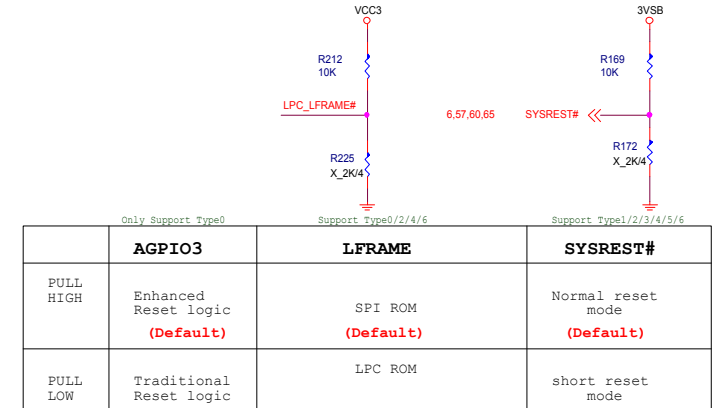 VCC3
3VSB
R212
10K
R169
10K
LPC_LFRAME#
6,57,60,65
SYSREST#
R225
X_2K/4
R172
X_2K/4
Only Support Type0
Support Type0/2/4/6
Support Type1/2/3/4/5/6
AGPIO3
LFRAME
SYSREST#
PULL
HIGH
Enhanced
Reset logic
(Default)
SPI ROM
(Default)
Normal reset
mode
(Default)
PULL
LOW
Traditional
Reset logic
LPC ROM
short reset
mode